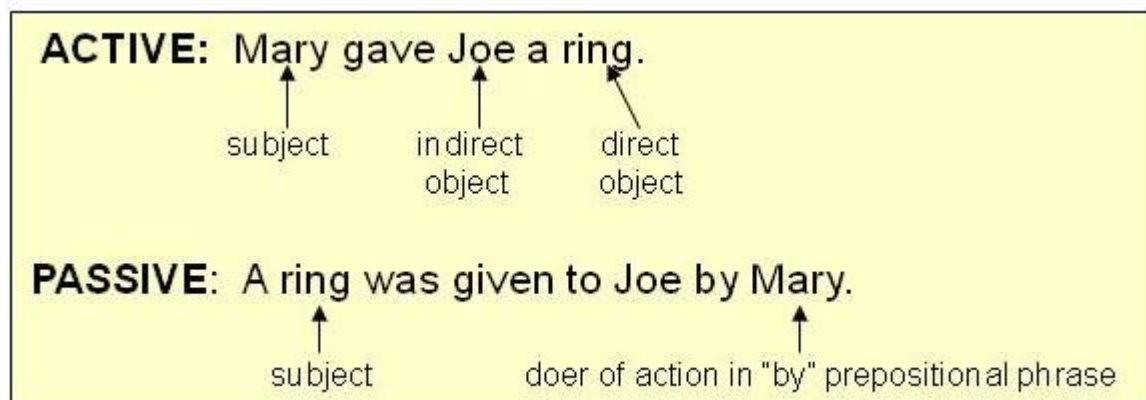 ACTIVE: Mary gave Joe a ring.
subject indirect object direct object
PASSIVE: A ring was given to Joe by Mary.
subject doer of action in "by" prepositional phrase